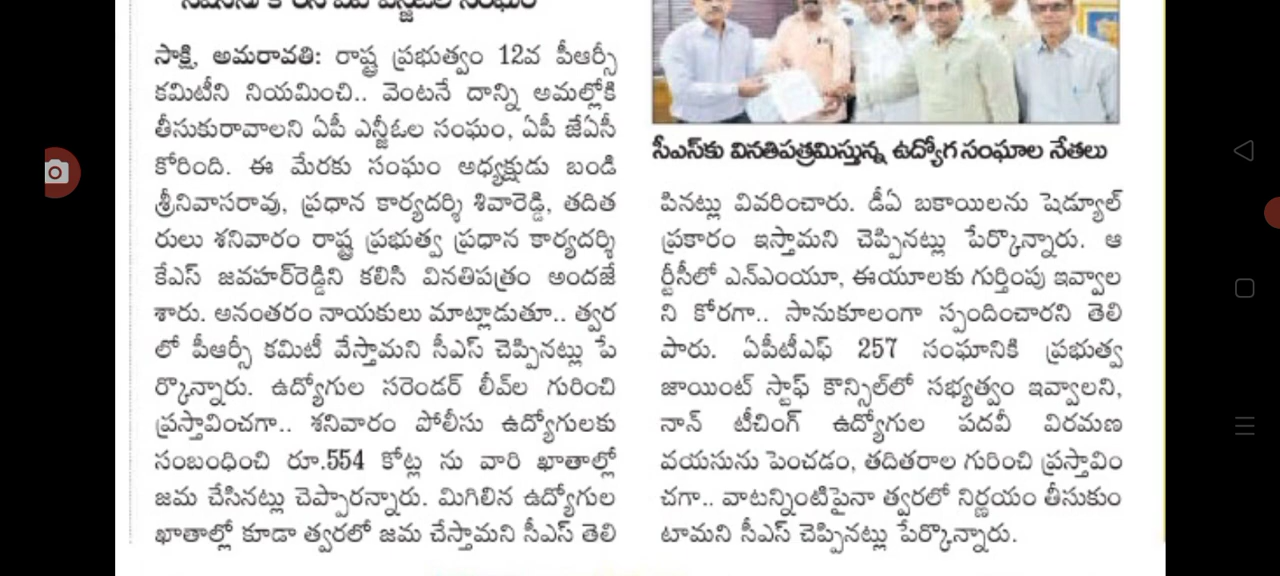 సాక్షి, అమరావతి: రాష్ట్ర ప్రభుత్వం 12వ పీఆర్సీ
కమిటీని నియమించి.. వెంటనే దాన్ని అమల్లోకి
తీసుకురావాలని ఏపీ ఎన్జీఓల సంఘం, ఏపీ జేఏసీ
కోరింది. ఈ మేరకు సంఘం అధ్యక్షుడు బండి
శ్రీనివాసరావు, ప్రధాన కార్యదర్శి శివారెడ్డి, తదిత
రులు శనివారం రాష్ట్ర ప్రభుత్వ ప్రధాన కార్యదర్శి
కేఎస్ జవహర్‌రెడ్డిని కలిసి వినతిపత్రం అందజే
శారు. అనంతరం నాయకులు మాట్లాడుతూ.. త్వర
లో పీఆర్సీ కమిటీ వేస్తామని సీఎస్ చెప్పినట్లు పే
ర్కొన్నారు. ఉద్యోగుల సరెండర్ లీవ్‌ల గురించి
ప్రస్తావించగా.. శనివారం పోలీసు ఉద్యోగులకు
సంబంధించి రూ.554 కోట్ల ను వారి ఖాతాల్లో
జమ చేసినట్లు చెప్పారన్నారు. మిగిలిన ఉద్యోగుల
ఖాతాల్లో కూడా త్వరలో జమ చేస్తామని సీఎస్ తెలి
సీఎస్‌కు వినతిపత్రమిస్తున్న ఉద్యోగ సంఘాల నేతలు
పినట్లు వివరించారు. డీఏ బకాయిలను షెడ్యూల్
ప్రకారం ఇస్తామని చెప్పినట్లు పేర్కొన్నారు. ఆ
ర్టీసీలో ఎన్ఎంయూ, ఈయూలకు గుర్తింపు ఇవ్వాల
ని కోరగా.. సానుకూలంగా స్పందించారని తెలి
పారు. ఏపీటీఎఫ్ 257 సంఘానికి ప్రభుత్వ
జాయింట్ స్టాఫ్ కౌన్సిల్‌లో సభ్యత్వం ఇవ్వాలని,
నాన్ టీచింగ్ ఉద్యోగుల పదవీ విరమణ
వయసును పెంచడం, తదితరాల గురించి ప్రస్తావిం
చగా.. వాటన్నింటిపైనా త్వరలో నిర్ణయం తీసుకుం
టామని సీఎస్ చెప్పినట్లు పేర్కొన్నారు.